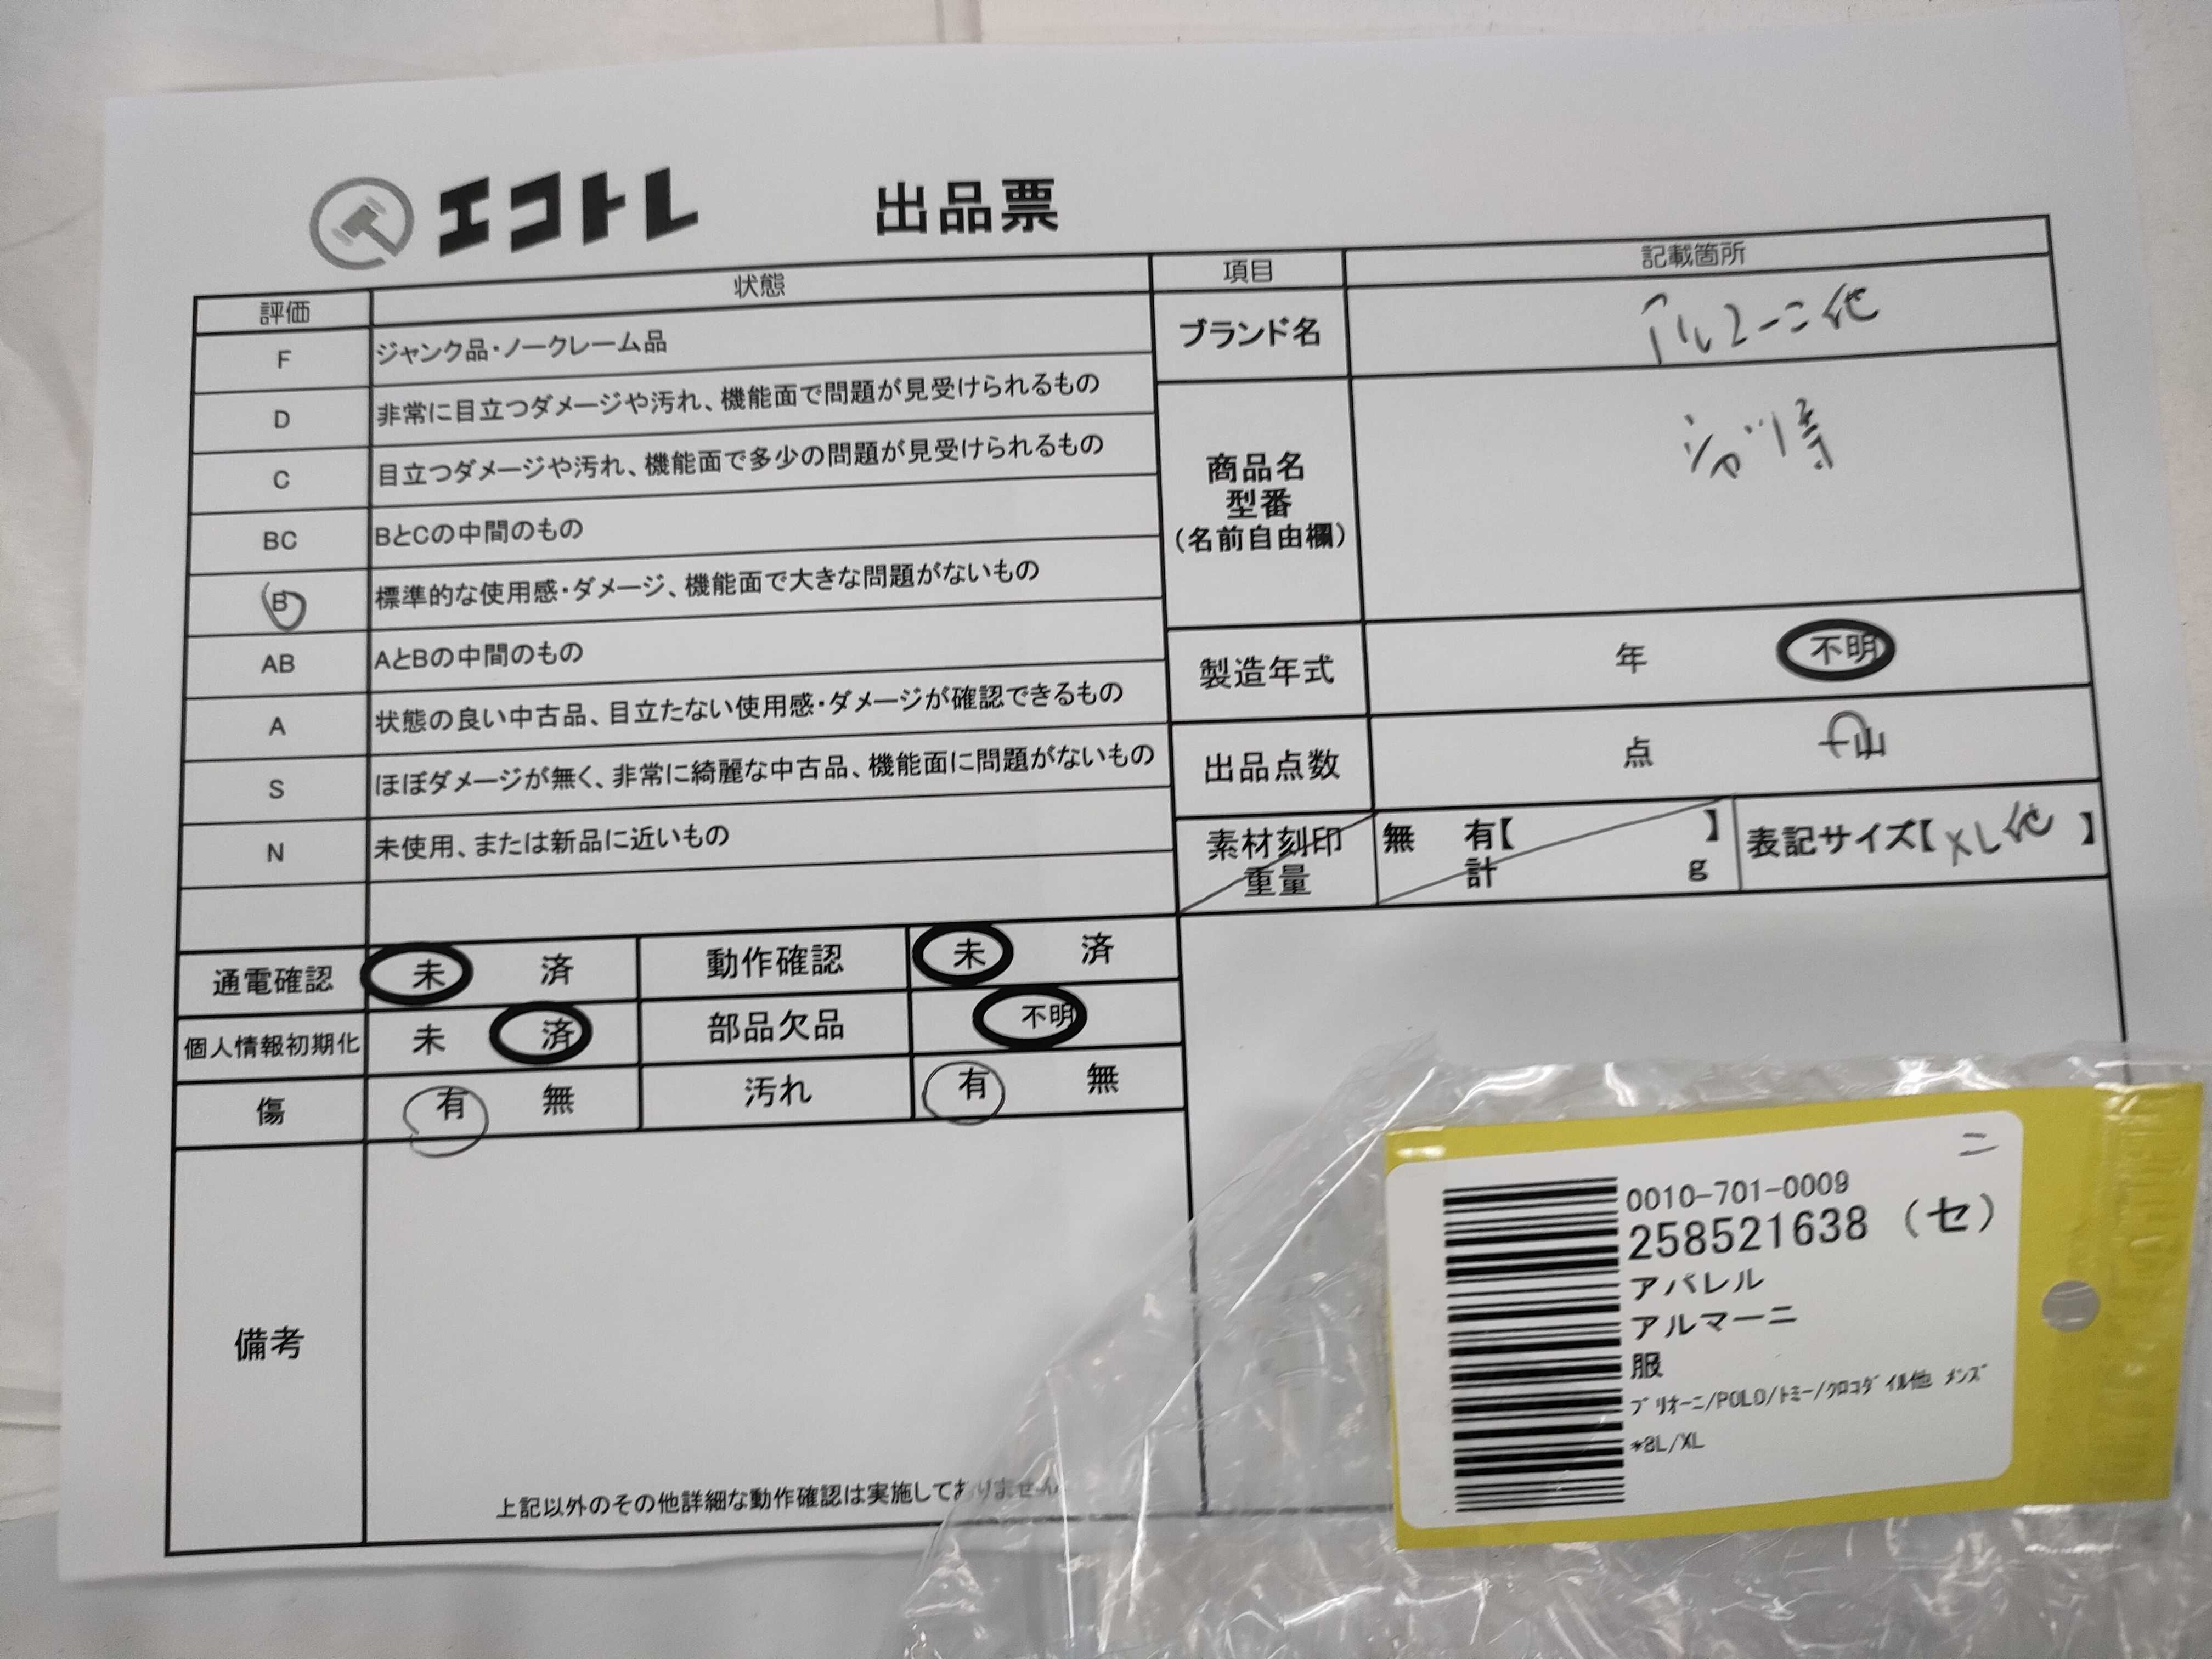 エコトレ 出品票
評価 状態
F ジャンク品・ノークレーム品
D 非常に目立つダメージや汚れ、機能面で問題が見受けられるもの
C 目立つダメージや汚れ、機能面で多少の問題が見受けられるもの
BC BとCの中間のもの
B 標準的な使用感・ダメージ、機能面で大きな問題がないもの
AB AとBの中間のもの
A 状態の良い中古品、目立たない使用感・ダメージが確認できるもの
S ほぼダメージが無く、非常に綺麗な中古品、機能面に問題がないもの
N 未使用、または新品に近いもの
通電確認 未 済 動作確認 未 済
個人情報初期化 未 済 部品欠品 不明
傷 有 無 汚れ 有 無
備考
上記以外のその他詳細な動作確認は実施しておりません
項目 記載箇所
ブランド名 アルマーニ他
商品名
型番
(名前自由欄)
製造年式 年 不明
出品点数 点 山
素材刻印 無 有【 】 表記サイズ【XL他】
重量 計 g
ニ
0010-701-0009
258521638 (セ)
アパレル
アルマーニ
服
ブリオーニ/POLO/トミー/クロコダイル他 メンズ
*2L/XL